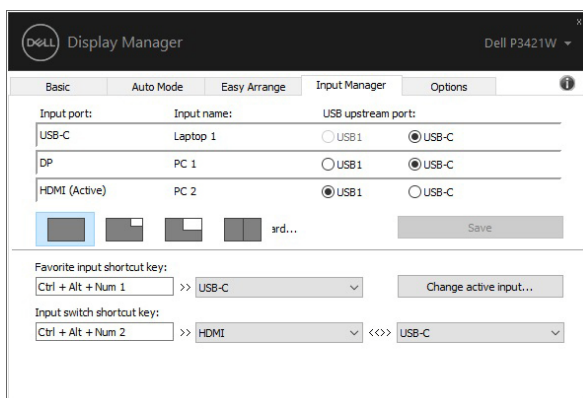 DELL Display Manager Dell P3421W
x
Basic Auto Mode Easy Arrange Input Manager Options i
Input port: Input name: USB upstream port:
USB-C Laptop 1 USB1 USB-C
DP PC 1 USB1 USB-C
HDMI (Active) PC 2 USB1 USB-C
ard... Save
Favorite input shortcut key:
Ctrl + Alt + Num 1 >> USB-C Change active input...
Input switch shortcut key:
Ctrl + Alt + Num 2 >> HDMI <<>> USB-C